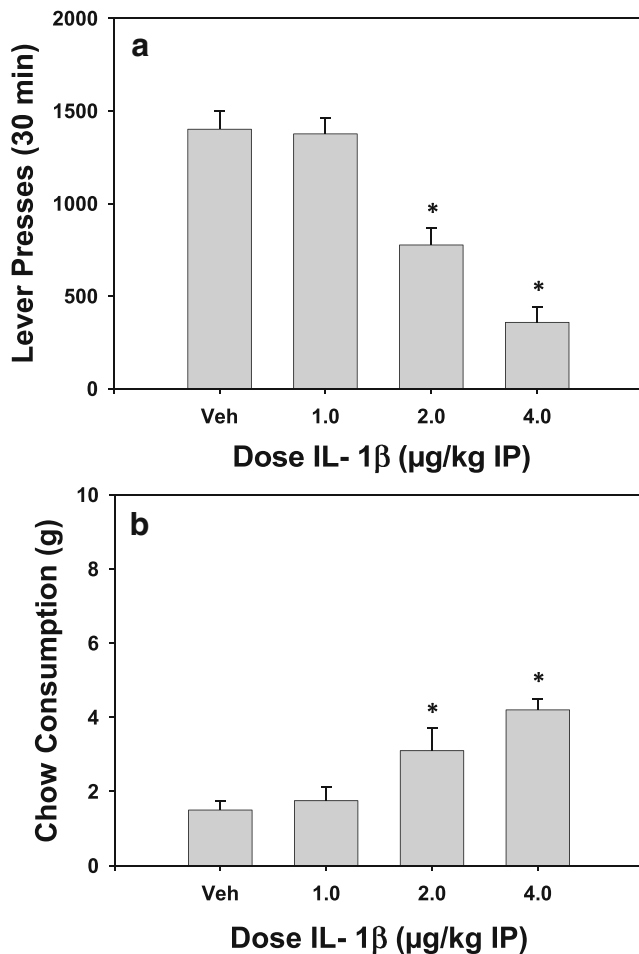 a
Lever Presses (30 min)
2000
1500
1000
500
0
*
*
Veh 1.0 2.0 4.0
Dose IL- 1β (µg/kg IP)
b
Chow Consumption (g)
10
8
6
4
2
0
*
*
Veh 1.0 2.0 4.0
Dose IL- 1β (µg/kg IP)